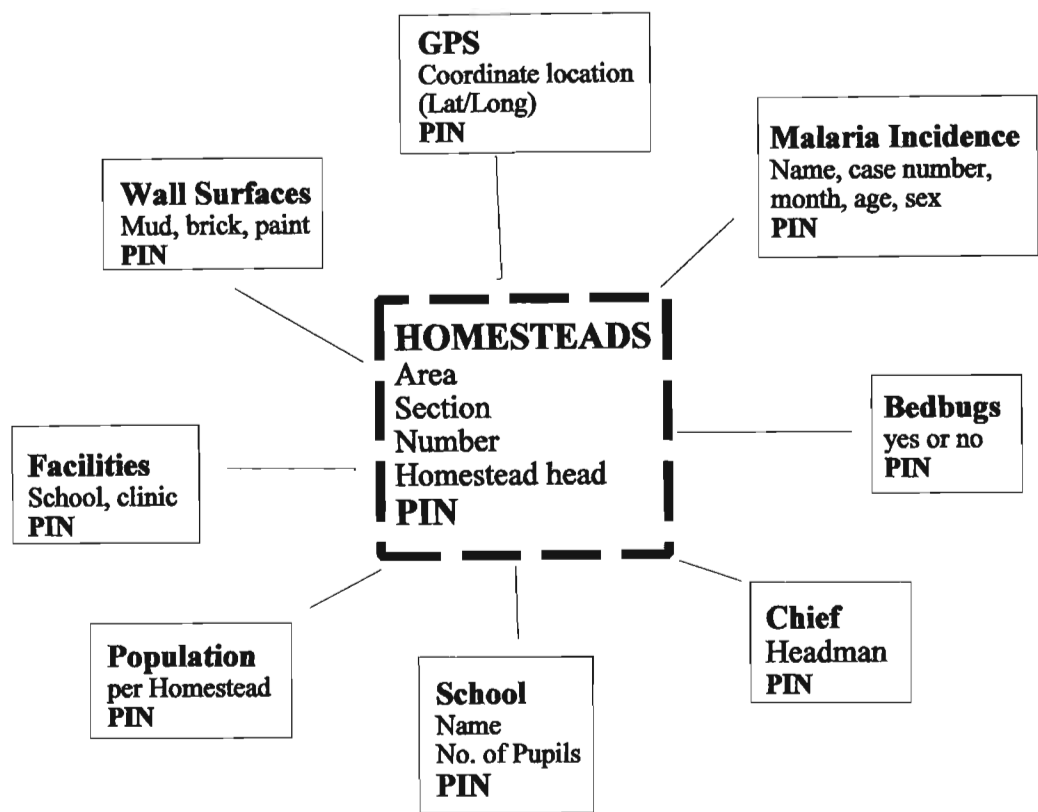 GPS
Coordinate location
(Lat/Long)
PIN
Malaria Incidence
Name, case number,
month, age, sex
PIN
Wall Surfaces
Mud, brick, paint
PIN
HOMESTEADS
Area
Section
Number
Homestead head
PIN
Bedbugs
yes or no
PIN
Facilities
School, clinic
PIN
Chief
Headman
PIN
Population
per Homestead
PIN
School
Name
No. of Pupils
PIN